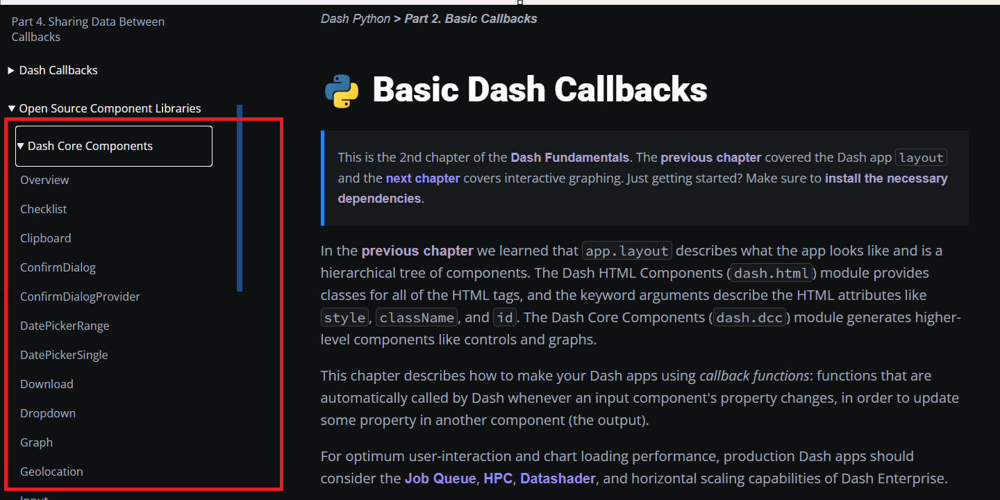 Part 4. Sharing Data Between
Callbacks
Dash Callbacks
Open Source Component Libraries
Dash Core Components
Overview
Checklist
Clipboard
ConfirmDialog
ConfirmDialogProvider
DatePickerRange
DatePickerSingle
Download
Dropdown
Graph
Geolocation
Input
Dash Python > Part 2. Basic Callbacks
Basic Dash Callbacks
This is the 2nd chapter of the Dash Fundamentals. The previous chapter covered the Dash app layout
and the next chapter covers interactive graphing. Just getting started? Make sure to install the necessary
dependencies.
In the previous chapter we learned that app.layout describes what the app looks like and is a
hierarchical tree of components. The Dash HTML Components (dash.html) module provides
classes for all of the HTML tags, and the keyword arguments describe the HTML attributes like
style, className, and id. The Dash Core Components (dash.dcc) module generates higher-
level components like controls and graphs.
This chapter describes how to make your Dash apps using callback functions: functions that are
automatically called by Dash whenever an input component's property changes, in order to update
some property in another component (the output).
For optimum user-interaction and chart loading performance, production Dash apps should
consider the Job Queue, HPC, Datashader, and horizontal scaling capabilities of Dash Enterprise.